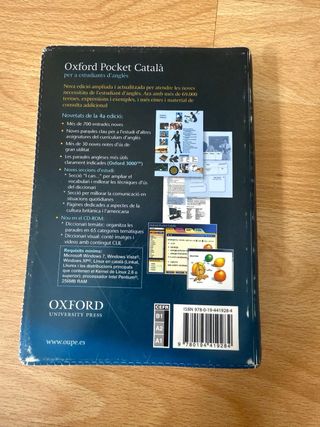 Oxford Pocket Català
per a estudiants d'anglès
Nova edició ampliada i actualitzada per atendre les noves
necessitats de l'estudiant d'anglès. Ara amb més de 69.000
termes, expressions i exemples, i més eines i material de
consulta addicional
Novetats de la 4a edició:
• Més de 700 entrades noves
• Noves paraules clau per a l'estudi d'altres
assignatures del currículum d'anglès
• Més de 30 noves notes d'ús de
gran utilitat
• Les paraules angleses més útils
clarament indicades (Oxford 3000™)
• Noves seccions d'estudi:
• Secció "I can..." per ampliar el
vocabulari i millorar les tècniques d'ús
del diccionari
• Secció per millorar la comunicació en
situacions quotidianes
• Pàgines dedicades a aspectes de la
cultura britànica i l'americana
• Nou en el CD-ROM:
• Diccionari temàtic: organitza les
paraules en 65 categories temàtiques
• Diccionari visual: conté imatges i
vídeos amb contingut CLIL
Requisits mínims:
Microsoft Windows 7, Windows Vista®,
Windows XP®, Linux en català (Linkat,
Lliurex i les distribucions principals
que contenen el Kernel de Linux 2.6 o
superior); processador Intel Pentium®,
256MB RAM
OXFORD
UNIVERSITY PRESS
www.oupe.es
CEFR
B1
A2
A1
ISBN 978-0-19-441928-4
9 780194 419284